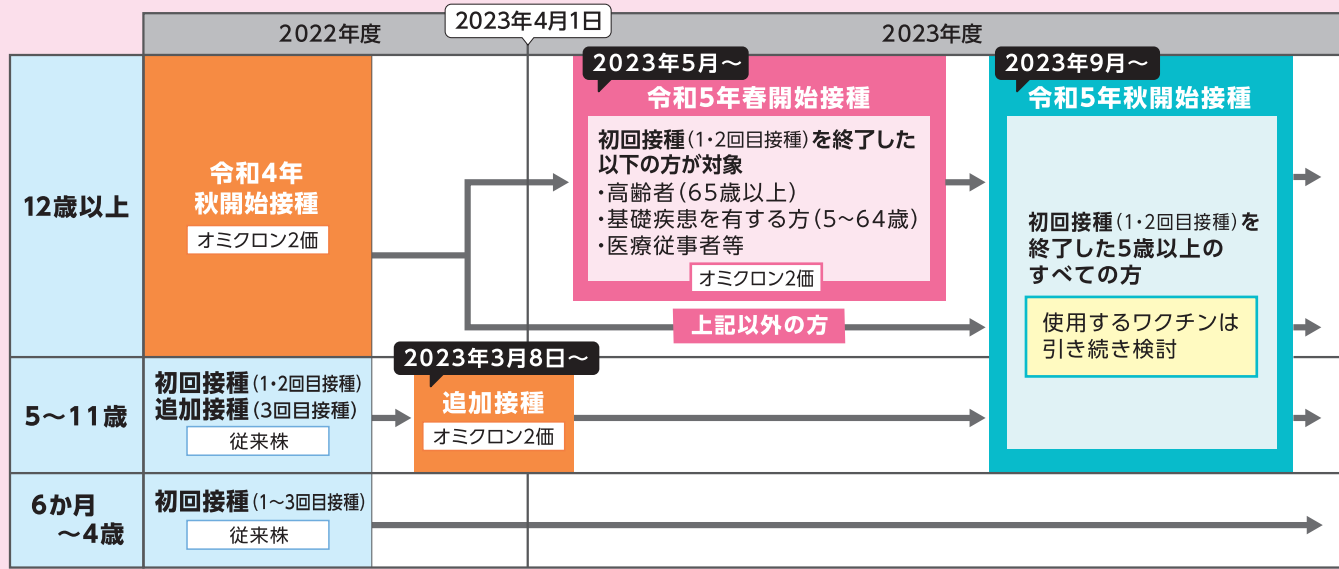 2022年度
2023年4月1日
2023年度
12歳以上
令和4年
秋開始接種
オミクロン2価
2023年5月～
令和5年春開始接種
初回接種(1・2回目接種)を終了した
以下の方が対象
・高齢者(65歳以上)
・基礎疾患を有する方(5～64歳)
・医療従事者等
オミクロン2価
上記以外の方
2023年9月～
令和5年秋開始接種
初回接種(1・2回目接種)を
終了した5歳以上の
すべての方
使用するワクチンは
引き続き検討
5～11歳
初回接種(1・2回目接種)
追加接種(3回目接種)
従来株
2023年3月8日～
追加接種
オミクロン2価
6か月
～4歳
初回接種(1～3回目接種)
従来株